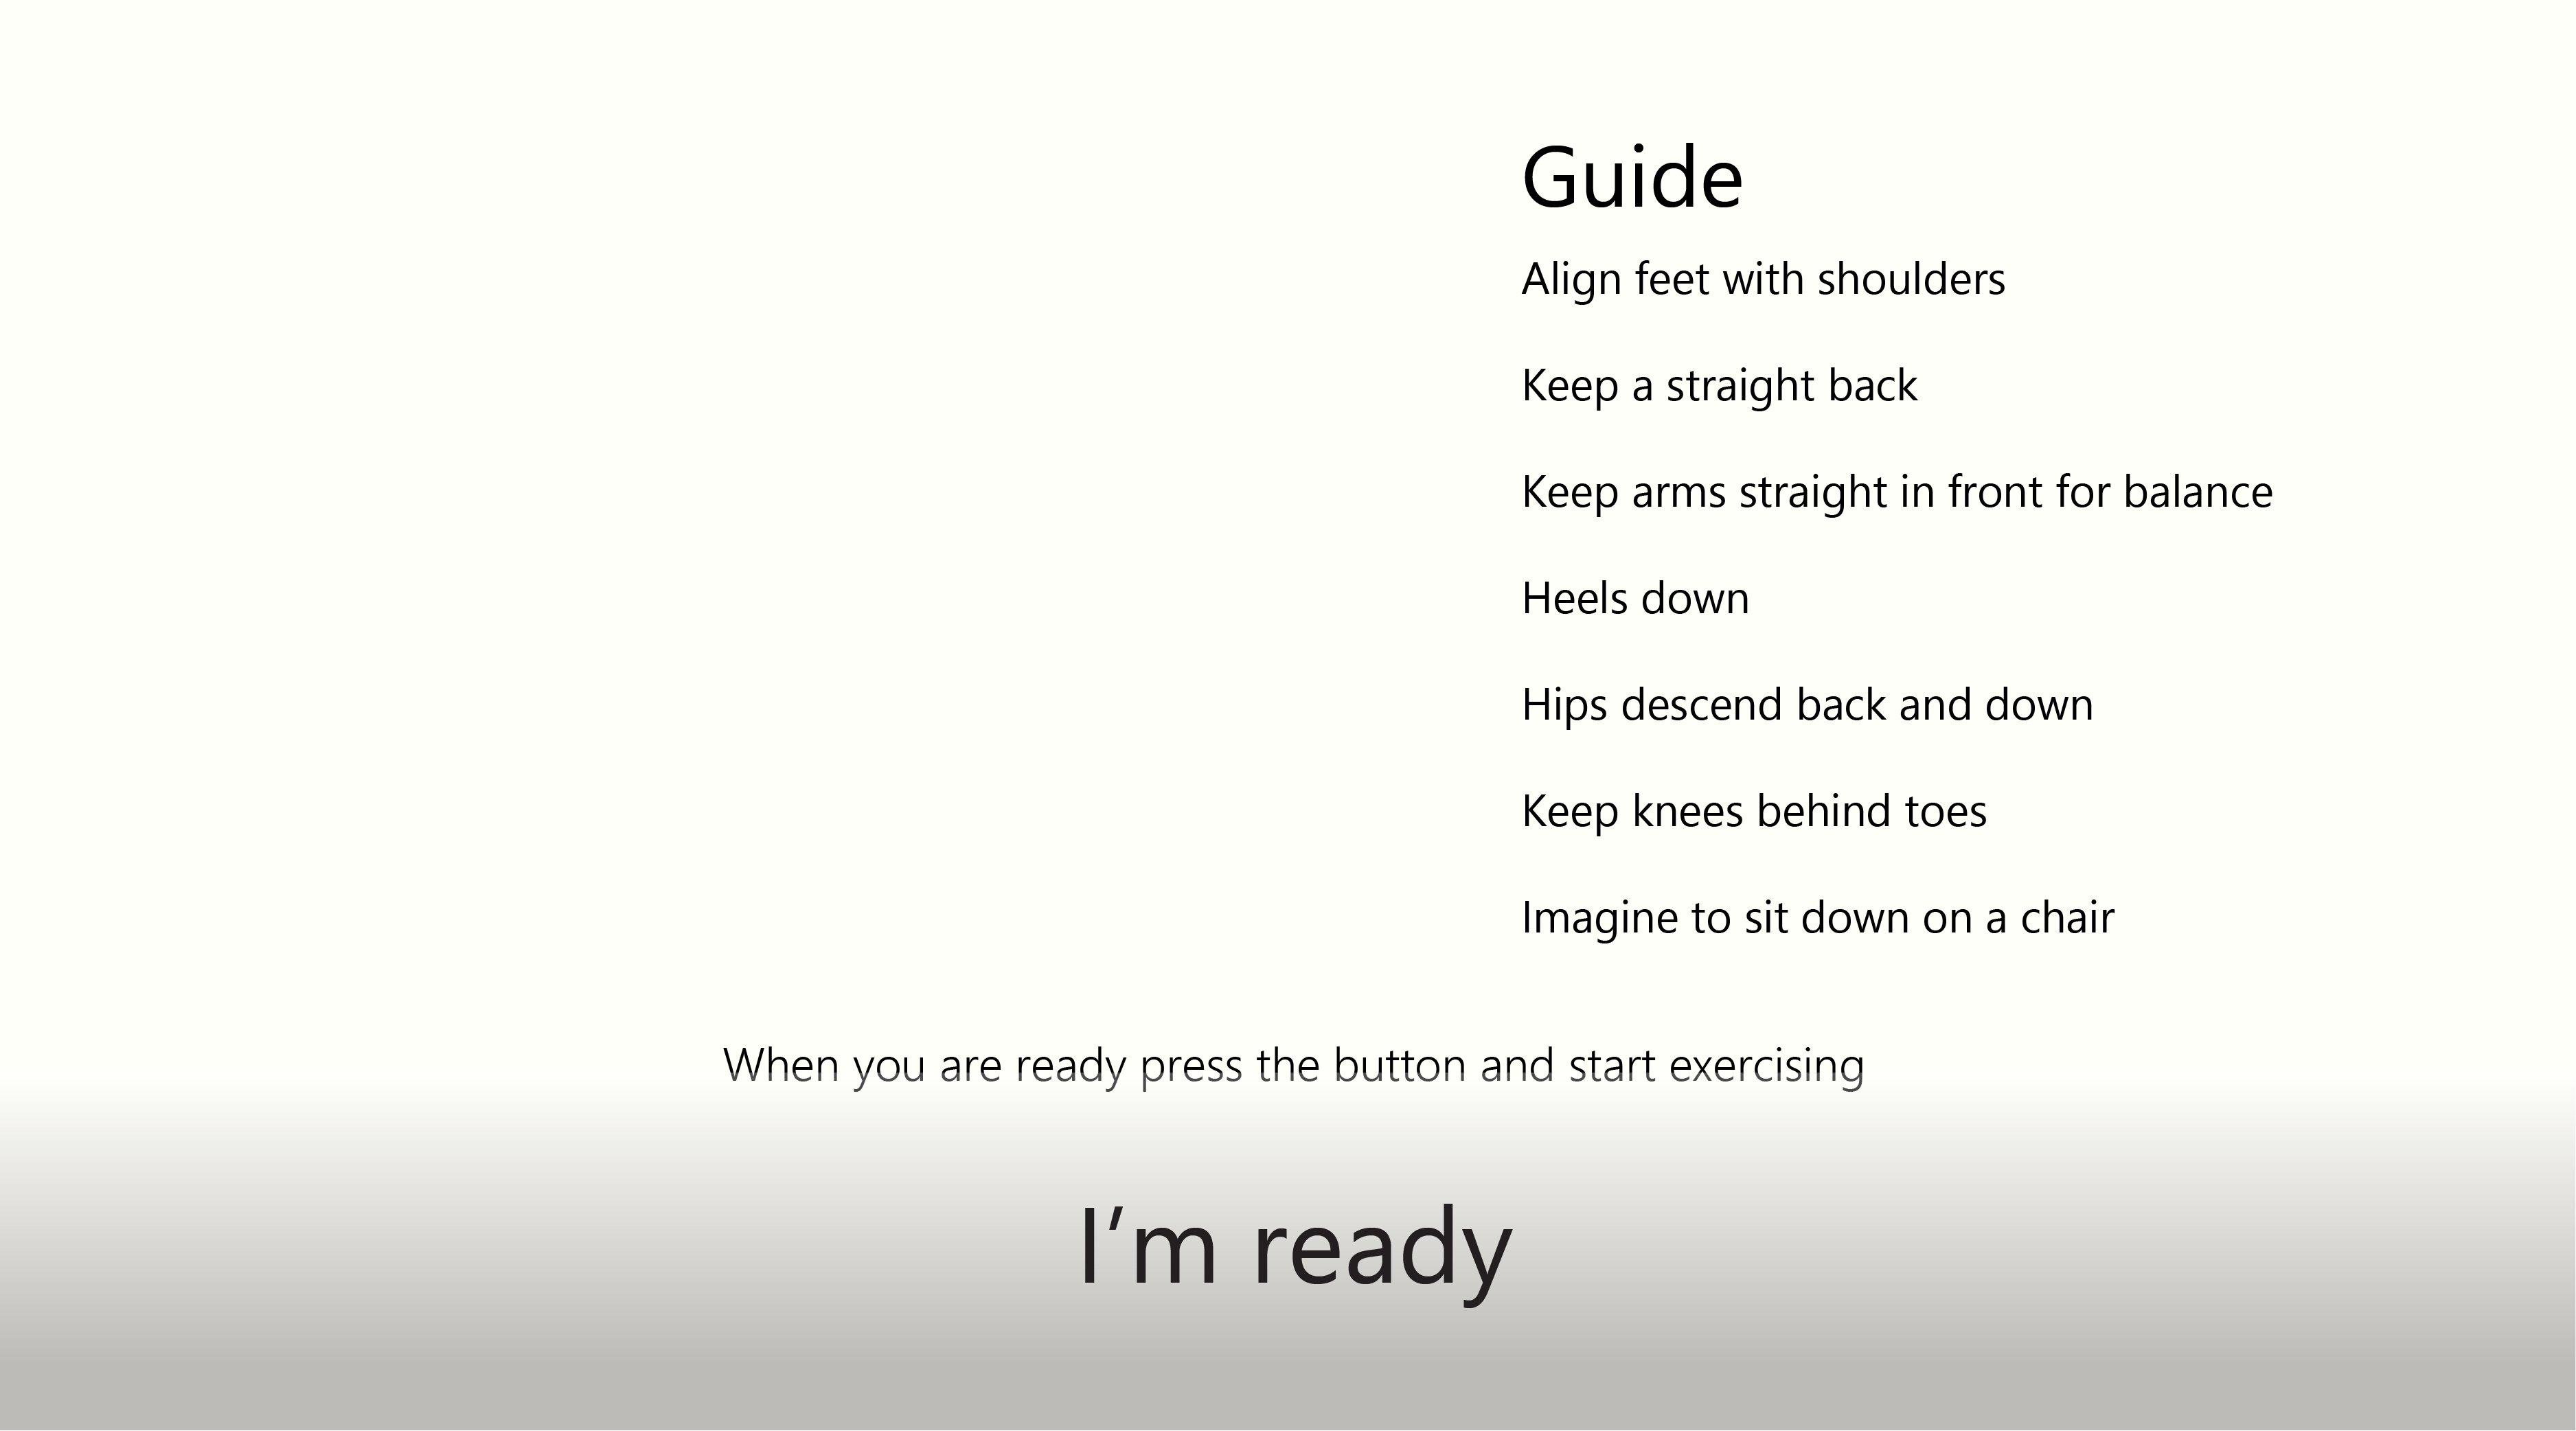 Guide
Align feet with shoulders
Keep a straight back
Keep arms straight in front for balance
Heels down
Hips descend back and down
Keep knees behind toes
Imagine to sit down on a chair
When you are ready press the button and start exercising
I’m ready